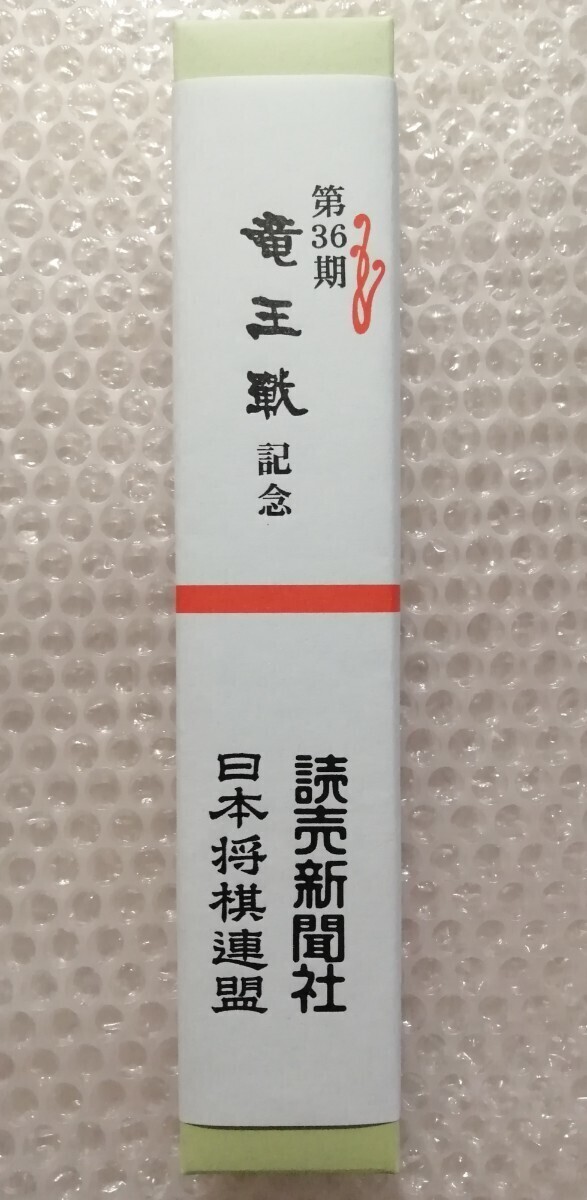 第36期
竜王戦
記念
読売新聞社
日本将棋連盟